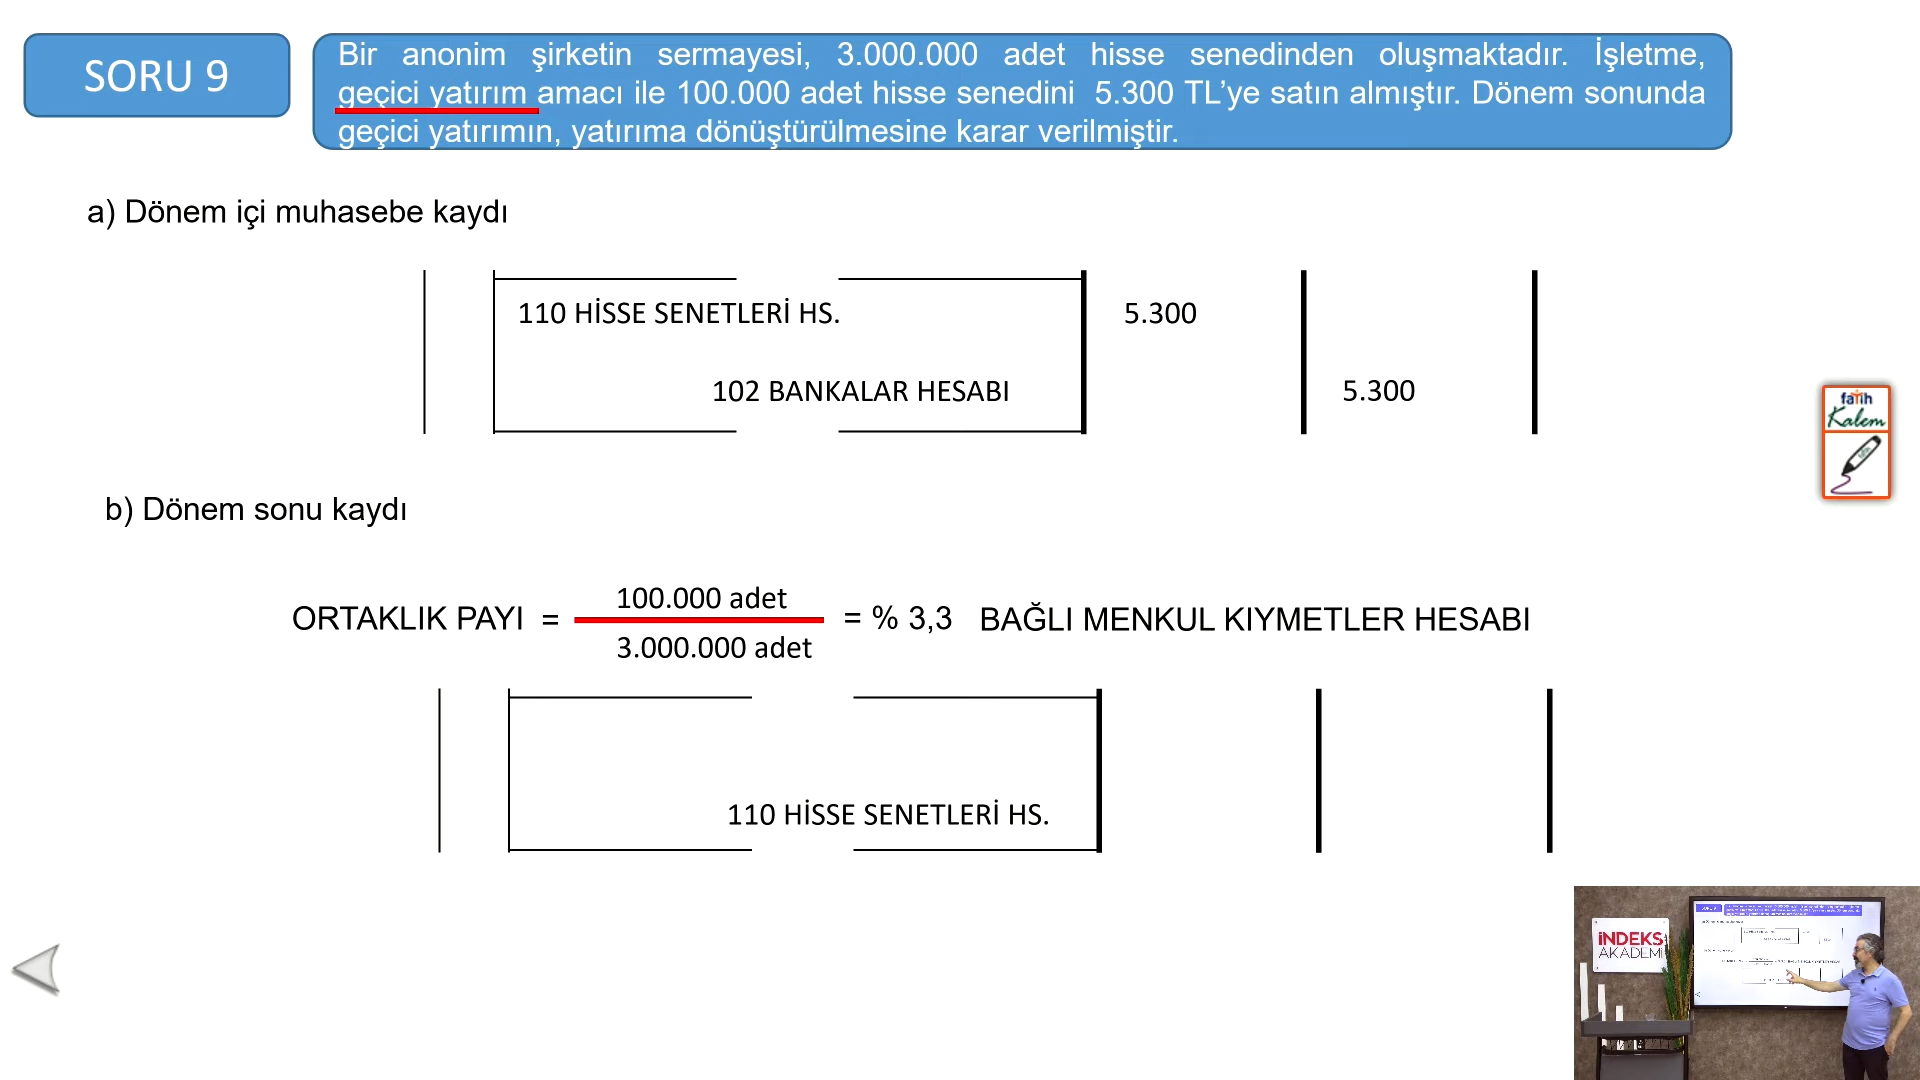 SORU 9
Bir anonim şirketin sermayesi, 3.000.000 adet hisse senedinden oluşmaktadır. İşletme,
geçici yatırım amacı ile 100.000 adet hisse senedini 5.300 TL’ye satın almıştır. Dönem sonunda
geçici yatırımın, yatırıma dönüştürülmesine karar verilmiştir.
a) Dönem içi muhasebe kaydı
110 HİSSE SENETLERİ HS. 5.300
102 BANKALAR HESABI 5.300
fatih
Kalem
b) Dönem sonu kaydı
100.000 adet
ORTAKLIK PAYI = = % 3,3 BAĞLI MENKUL KIYMETLER HESABI
3.000.000 adet
110 HİSSE SENETLERİ HS.
İNDEKS
AKADEMİ